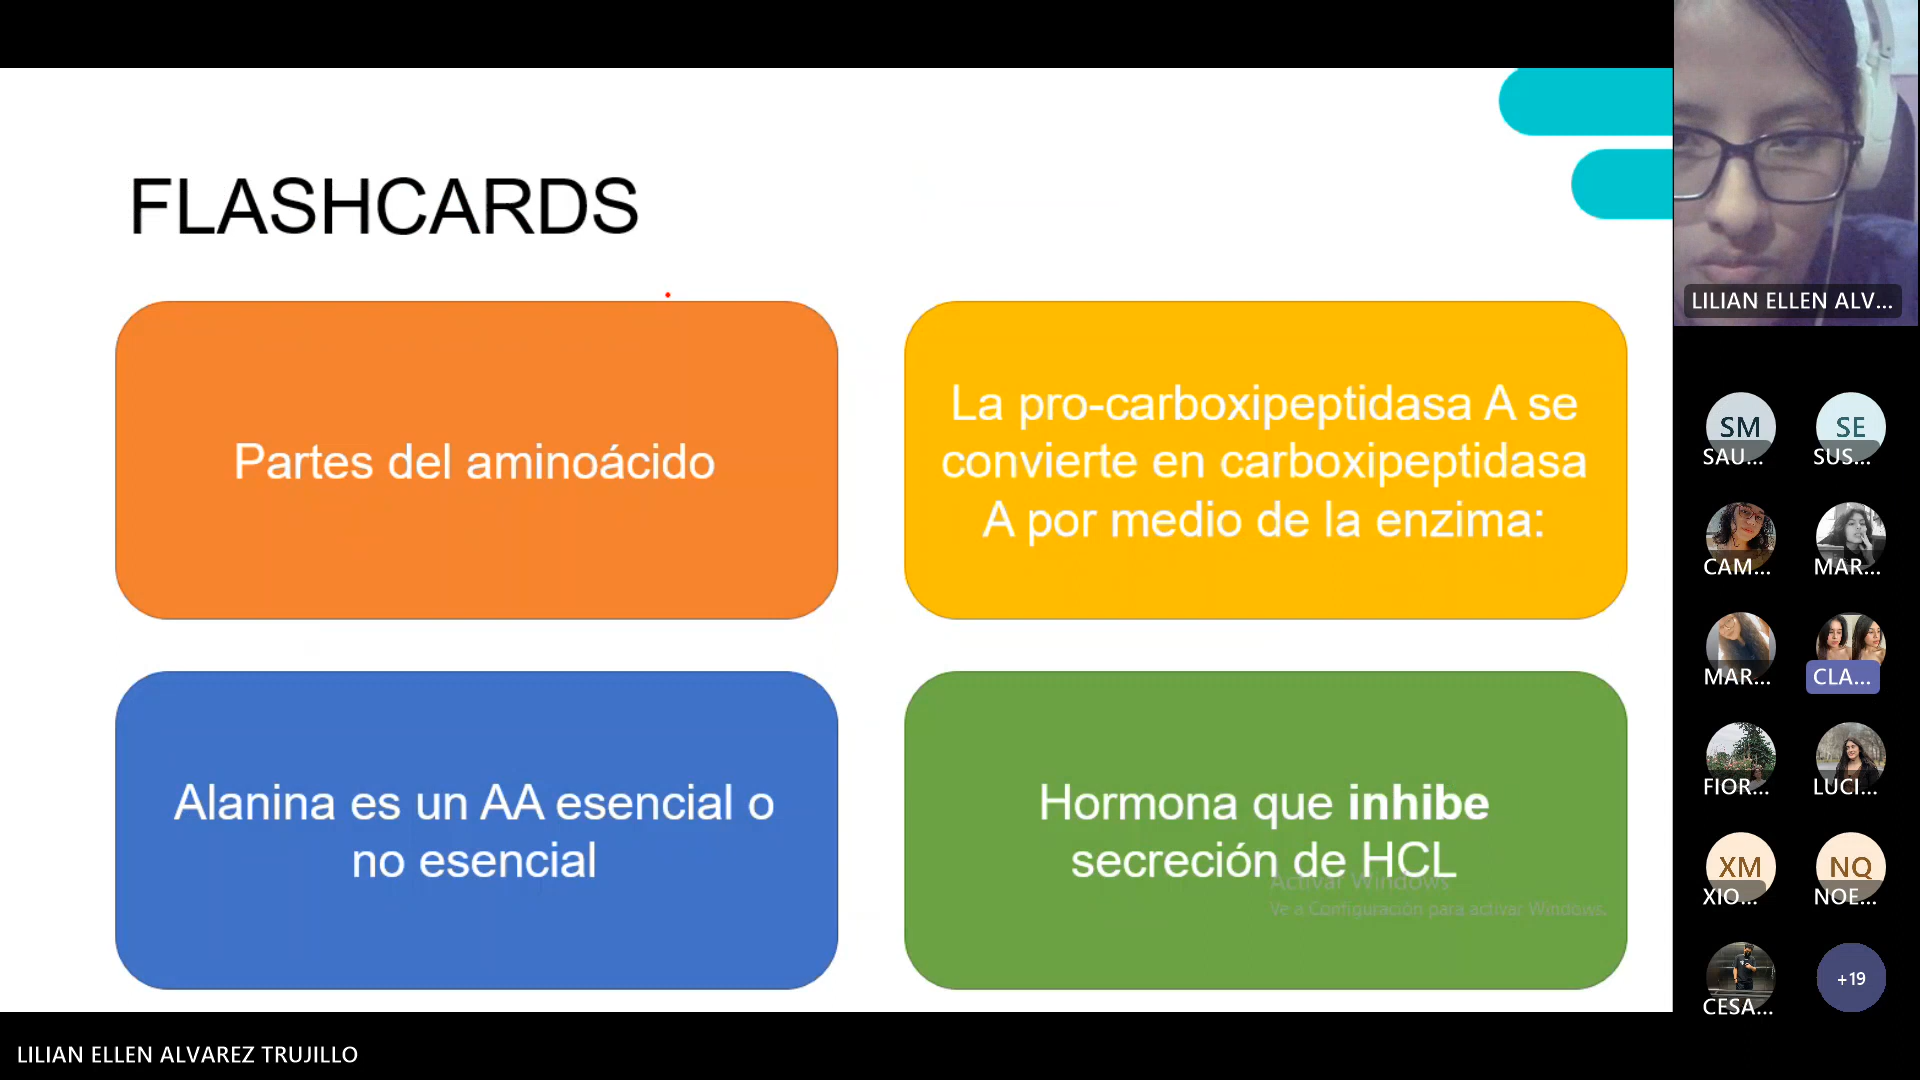 FLASHCARDS
Partes del aminoácido
La pro-carboxipeptidasa A se
convierte en carboxipeptidasa
A por medio de la enzima:
Alanina es un AA esencial o
no esencial
Hormona que inhibe
secreción de HCL
Activar Windows
Ve a Configuración para activar Windows.
LILIAN ELLEN ALV...
SM
SAU...
SE
SUS...
CAM...
MAR...
MAR...
CLA...
FIOR...
LUCI...
XM
XIO...
NQ
NOE...
CESA...
+19
LILIAN ELLEN ALVAREZ TRUJILLO